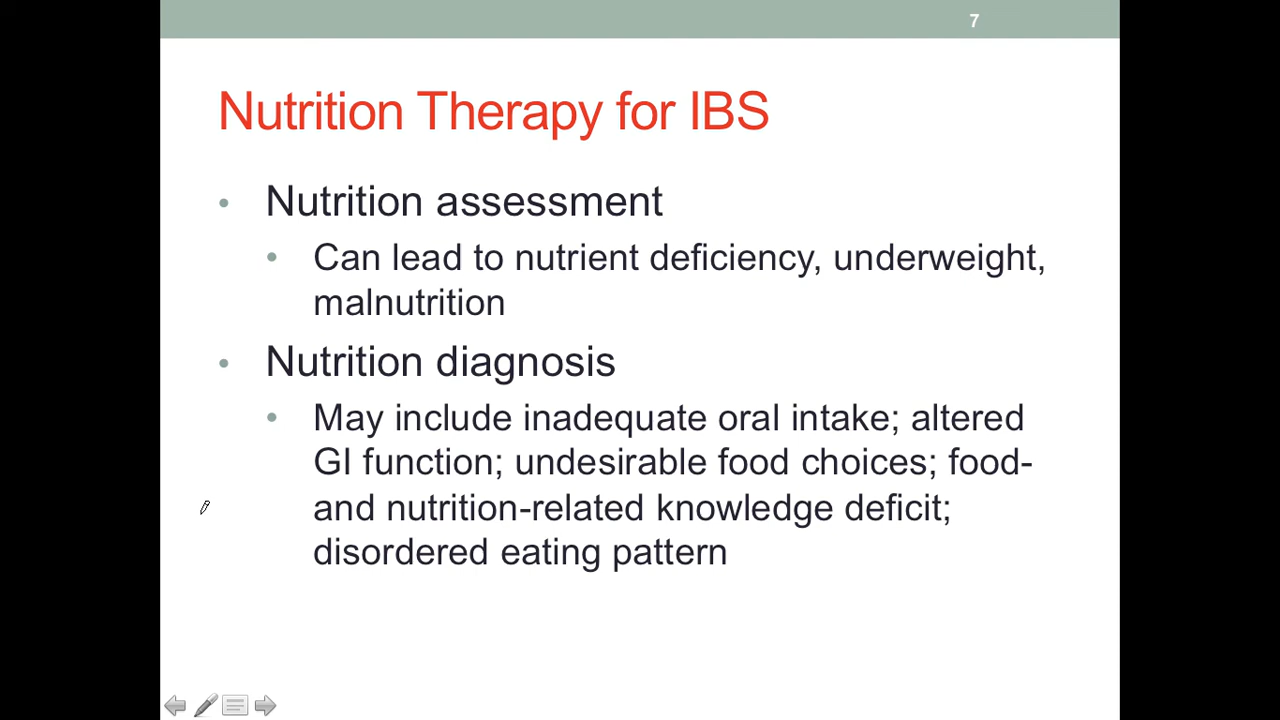 7
Nutrition Therapy for IBS
• Nutrition assessment
• Can lead to nutrient deficiency, underweight,
malnutrition
• Nutrition diagnosis
• May include inadequate oral intake; altered
GI function; undesirable food choices; food-
and nutrition-related knowledge deficit;
disordered eating pattern